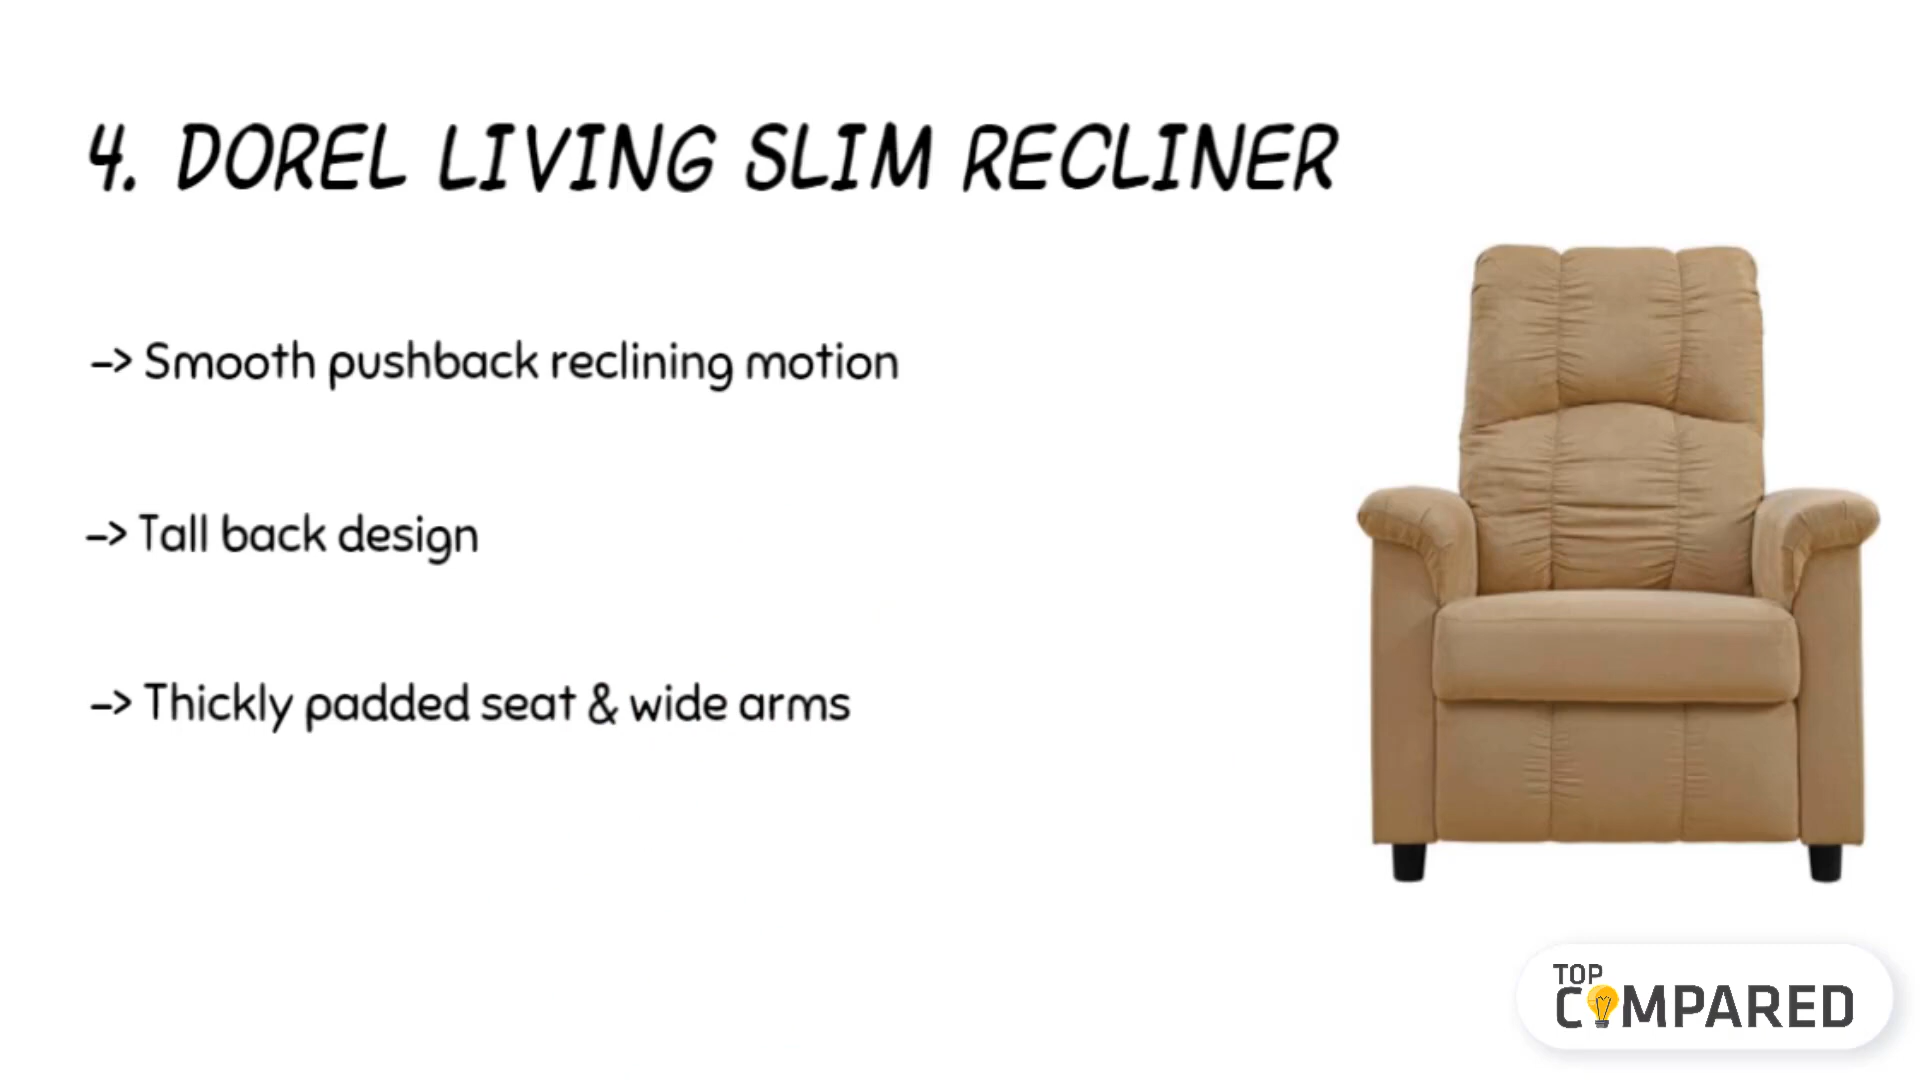 4. DOREL LIVING SLIM RECLINER
-> Smooth pushback reclining motion
-> Tall back design
-> Thickly padded seat & wide arms
TOP
COMPARED